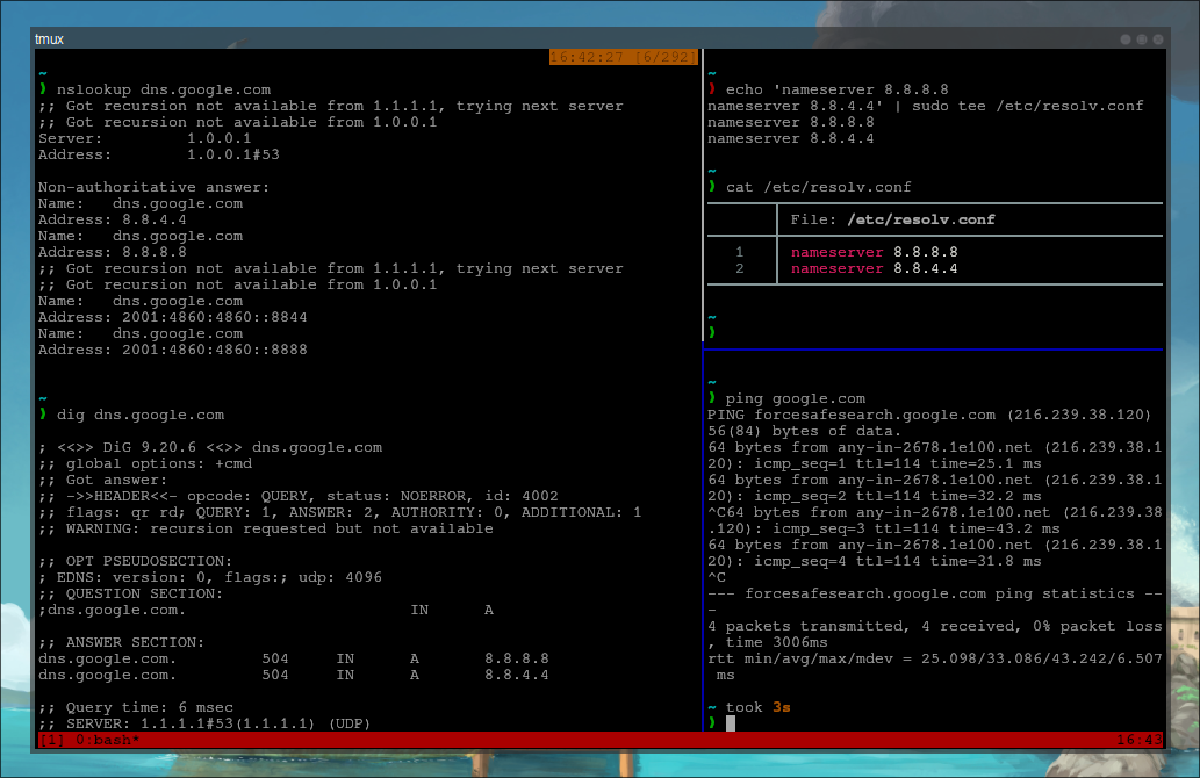 tmux
16:42:27 [6/292]
~
❯ nslookup dns.google.com
;; Got recursion not available from 1.1.1.1, trying next server
;; Got recursion not available from 1.0.0.1
Server: 1.0.0.1
Address: 1.0.0.1#53
Non-authoritative answer:
Name: dns.google.com
Address: 8.8.4.4
Name: dns.google.com
Address: 8.8.8.8
;; Got recursion not available from 1.1.1.1, trying next server
;; Got recursion not available from 1.0.0.1
Name: dns.google.com
Address: 2001:4860:4860::8844
Name: dns.google.com
Address: 2001:4860:4860::8888
~
❯ dig dns.google.com
; <<>> DiG 9.20.6 <<>> dns.google.com
;; global options: +cmd
;; Got answer:
;; ->>HEADER<<- opcode: QUERY, status: NOERROR, id: 4002
;; flags: qr rd; QUERY: 1, ANSWER: 2, AUTHORITY: 0, ADDITIONAL: 1
;; WARNING: recursion requested but not available
;; OPT PSEUDOSECTION:
; EDNS: version: 0, flags:; udp: 4096
;; QUESTION SECTION:
;dns.google.com. IN A
;; ANSWER SECTION:
dns.google.com. 504 IN A 8.8.8.8
dns.google.com. 504 IN A 8.8.4.4
;; Query time: 6 msec
;; SERVER: 1.1.1.1#53(1.1.1.1) (UDP)
~
❯ echo 'nameserver 8.8.8.8
nameserver 8.8.4.4' | sudo tee /etc/resolv.conf
nameserver 8.8.8.8
nameserver 8.8.4.4
~
❯ cat /etc/resolv.conf
File: /etc/resolv.conf
1 nameserver 8.8.8.8
2 nameserver 8.8.4.4
~
❯
~
❯ ping google.com
PING forcesafesearch.google.com (216.239.38.120)
56(84) bytes of data.
64 bytes from any-in-2678.1e100.net (216.239.38.1
20): icmp_seq=1 ttl=114 time=25.1 ms
64 bytes from any-in-2678.1e100.net (216.239.38.1
20): icmp_seq=2 ttl=114 time=32.2 ms
^C64 bytes from any-in-2678.1e100.net (216.239.38
.120): icmp_seq=3 ttl=114 time=43.2 ms
64 bytes from any-in-2678.1e100.net (216.239.38.1
20): icmp_seq=4 ttl=114 time=31.8 ms
^C
--- forcesafesearch.google.com ping statistics --
-
4 packets transmitted, 4 received, 0% packet loss
, time 3006ms
rtt min/avg/max/mdev = 25.098/33.086/43.242/6.507
ms
~ took 3s
❯
[1] 0:bash* 16:43